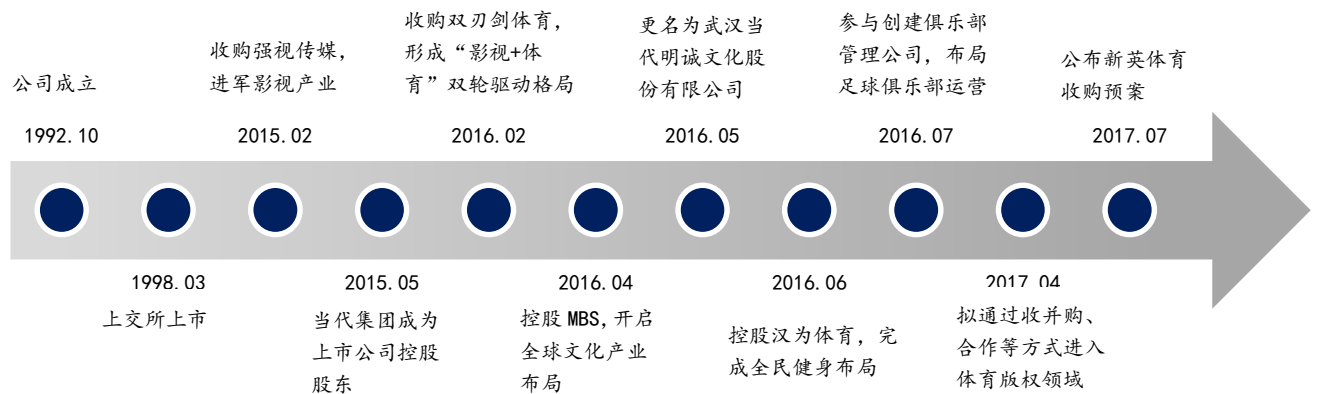 公司成立
1992.10
1998.03
上交所上市
收购强视传媒，
进军影视产业
2015.02
2015.05
当代集团成为
上市公司控股
股东
收购双刃剑体育，
形成“影视+体
育”双轮驱动格局
2016.02
2016.04
控股 MBS,开启
全球文化产业
布局
更名为武汉当
代明诚文化股
份有限公司
2016.05
2016.06
控股汉为体育，完
成全民健身布局
参与创建俱乐部
管理公司，布局
足球俱乐部运营
2016.07
2017.04
拟通过收并购、
合作等方式进入
体育版权领域
公布新英体育
收购预案
2017.07